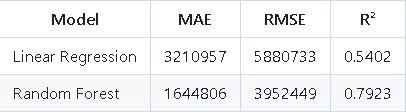 Model MAE RMSE R²
Linear Regression 3210957 5880733 0.5402
Random Forest 1644806 3952449 0.7923